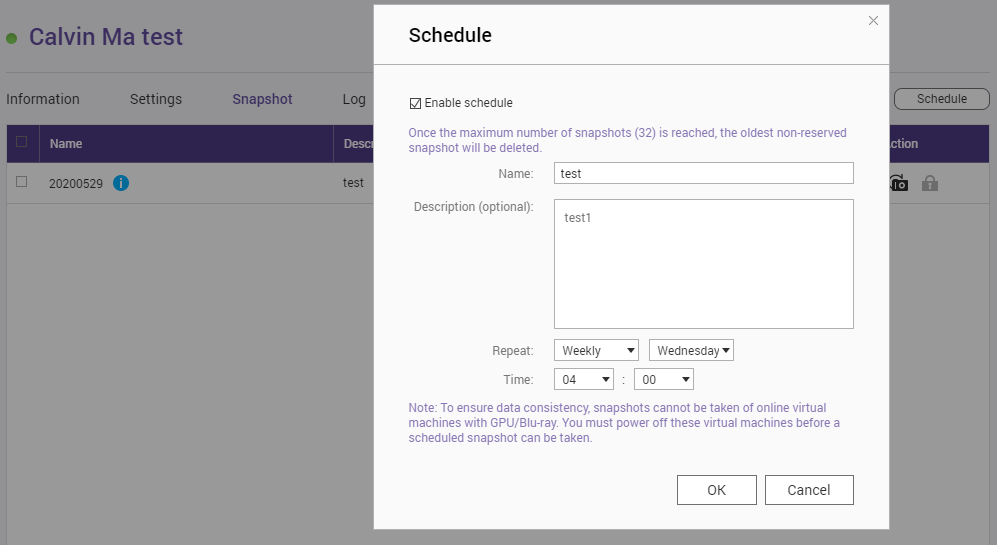 Calvin Ma test
Information Settings Snapshot Log Schedule
Name
20200529
test
Schedule
Enable schedule
Once the maximum number of snapshots (32) is reached, the oldest non-reserved
snapshot will be deleted.
Name: test
Description (optional): test1
Repeat: Weekly Wednesday
Time: 04 : 00
Note: To ensure data consistency, snapshots cannot be taken of online virtual
machines with GPU/Blu-ray. You must power off these virtual machines before a
scheduled snapshot can be taken.
OK Cancel